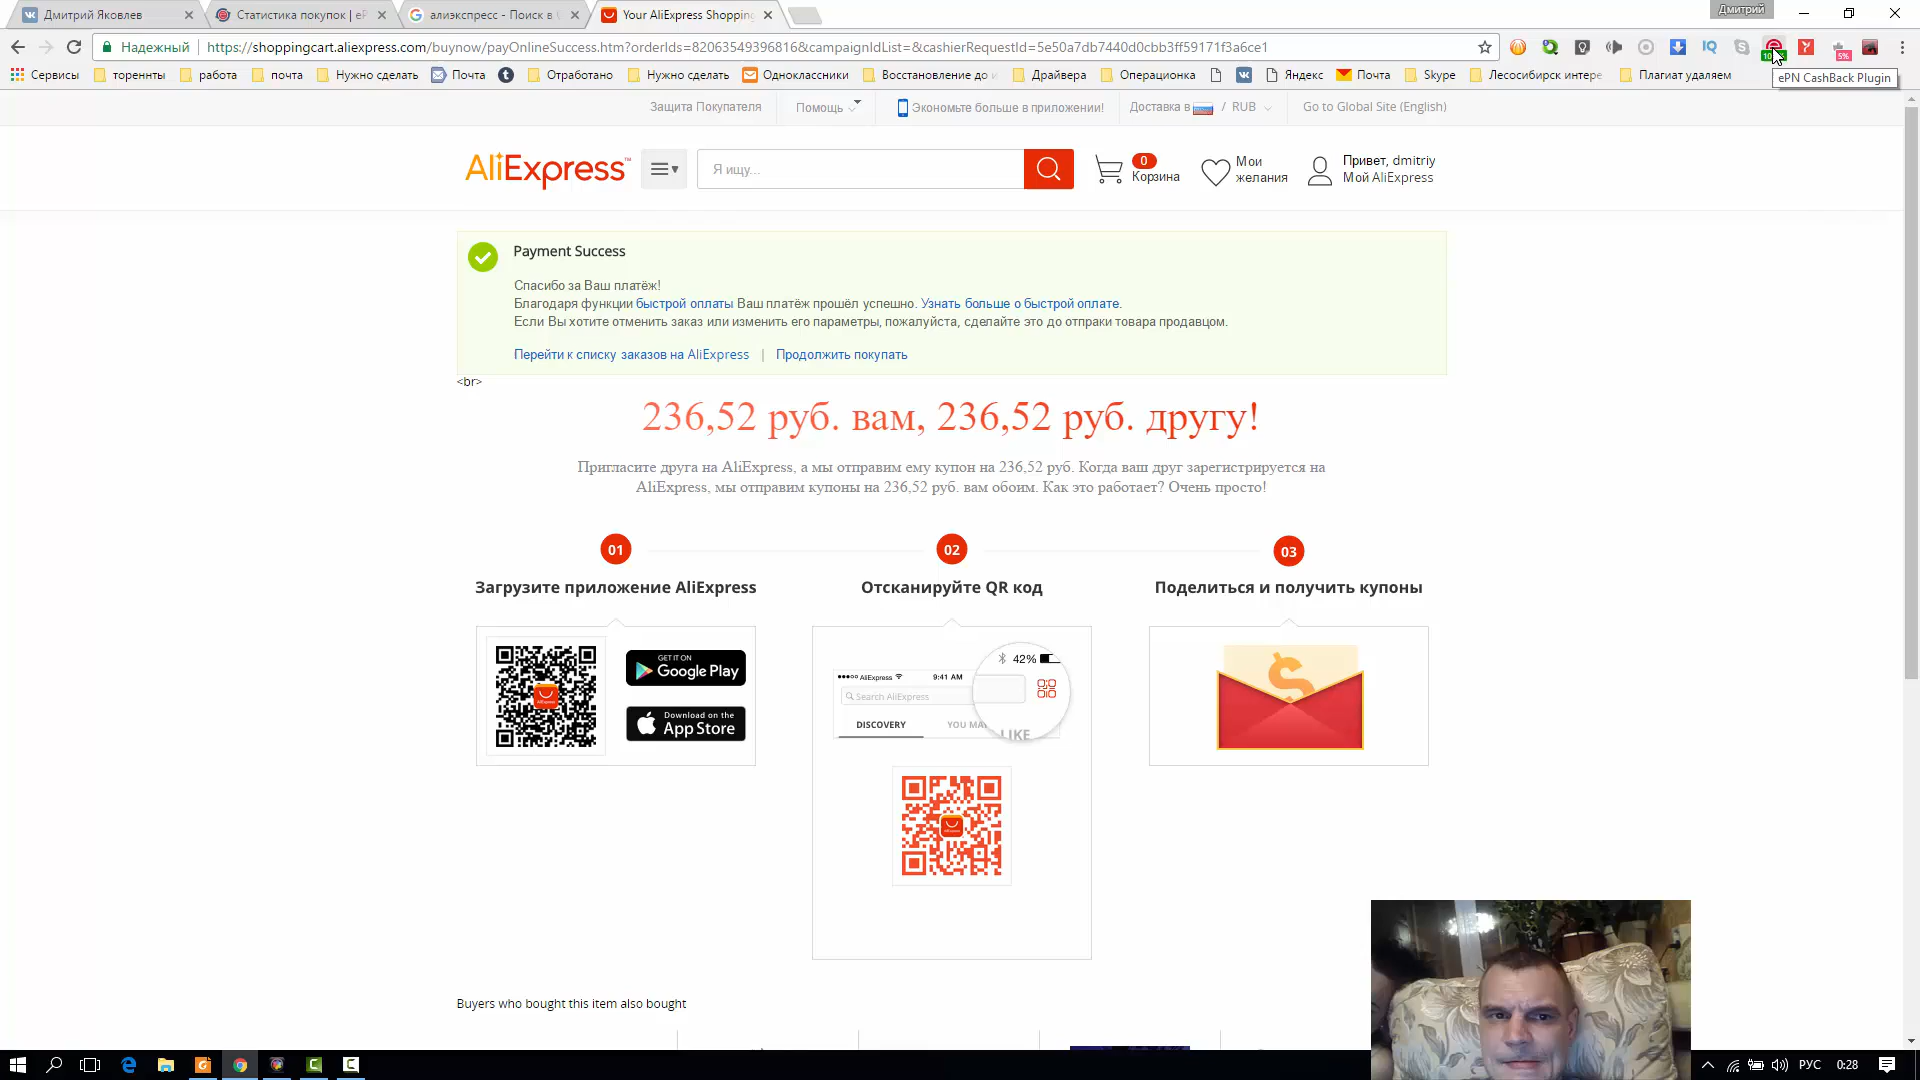 Дмитрий Яковлев
Статистика покупок | eP
алиэкспресс - Поиск в
Your AliExpress Shopping
Дмитрий
Надежный
https://shoppingcart.aliexpress.com/buynow/payOnlineSuccess.htm?orderIds=82063549396816&campaignIdList=&cashierRequestId=5e50a7db7440d0cbb3ff59171f3a6ce1
5%
ePN CashBack Plugin
Сервисы
торенты
работа
почта
Нужно сделать
Почта
Отработано
Нужно сделать
Одноклассники
Восстановление до
Драйвера
Операционка
Яндекс
Почта
Skype
Лесосибирск интере
Плагиат удаляем
Защита Покупателя
Помощь
Экономьте больше в приложении!
Доставка в / RUB
Go to Global Site (English)
AliExpress™
Я ищу...
0
Корзина
Мои
желания
Привет, dmitriy
Мой AliExpress
Payment Success
Спасибо за Ваш платёж!
Благодаря функции быстрой оплаты Ваш платёж прошёл успешно. Узнать больше о быстрой оплате.
Если Вы хотите отменить заказ или изменить его параметры, пожалуйста, сделайте это до отпраки товара продавцом.
Перейти к списку заказов на AliExpress | Продолжить покупать
<br>
236,52 руб. вам, 236,52 руб. другу!
Пригласите друга на AliExpress, а мы отправим ему купон на 236,52 руб. Когда ваш друг зарегистрируется на
AliExpress, мы отправим купоны на 236,52 руб. вам обоим. Как это работает? Очень просто!
01
02
03
Загрузите приложение AliExpress
Отсканируйте QR код
Поделиться и получить купоны
GET IT ON
Google Play
Download on the
App Store
AliExpress
9:41 AM
42%
Search AliExpress
DISCOVERY
YOU MA
LIKE
Buyers who bought this item also bought
РУС
0:28